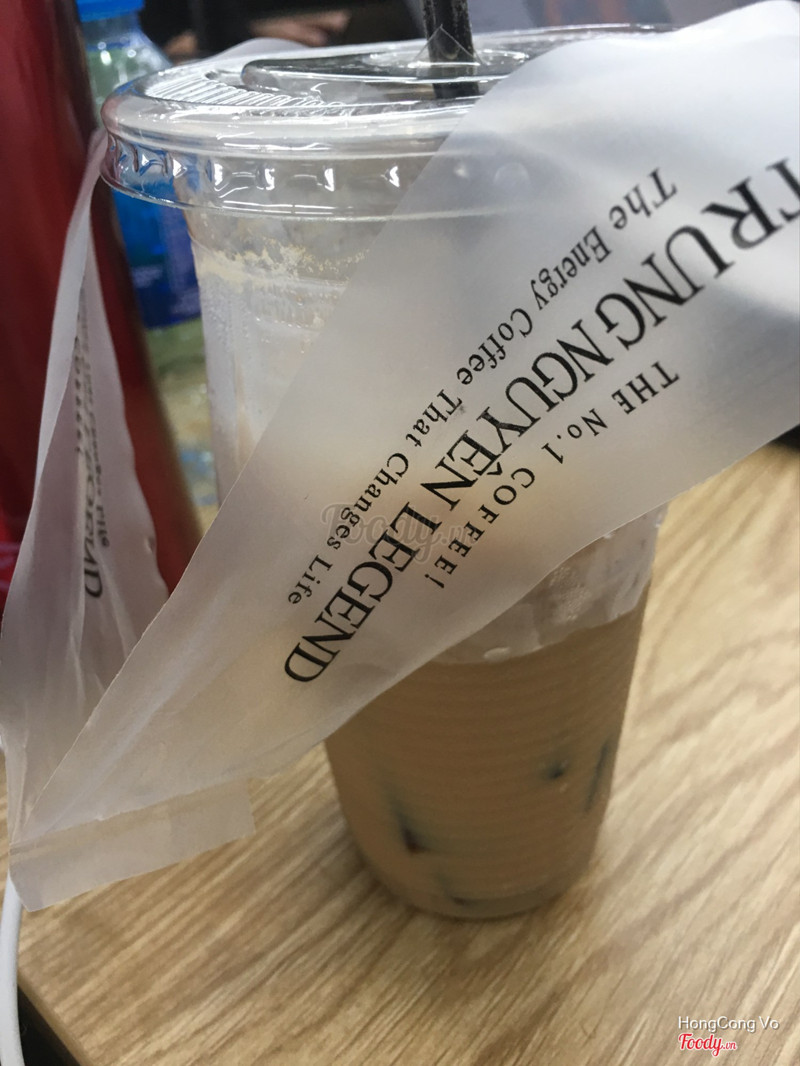 TRUNG NGUYÊN LEGEND
The Energy Coffee That Changes Life
THE No.1 COFFEE!
Foody.vn
HongCong Vo
Foody.vn